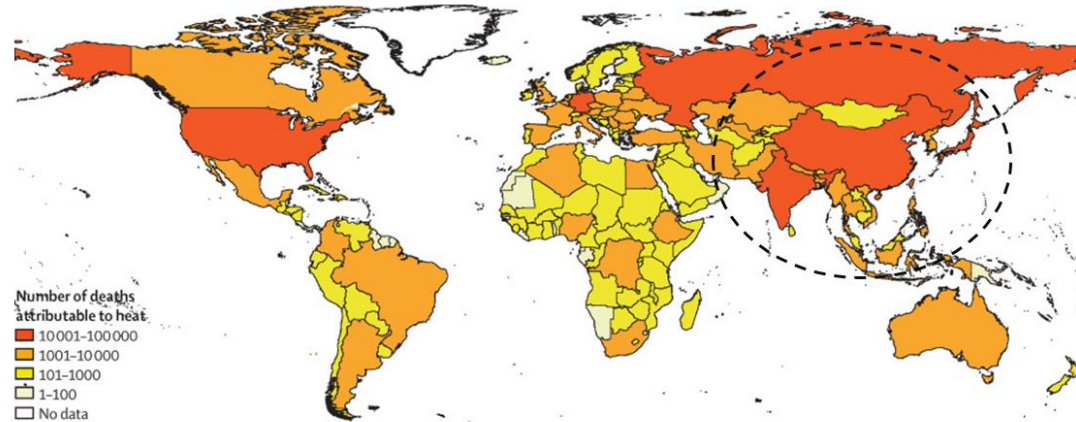 Number of deaths
attributable to heat
10 001–100 000
1001–10 000
101–1000
1–100
No data